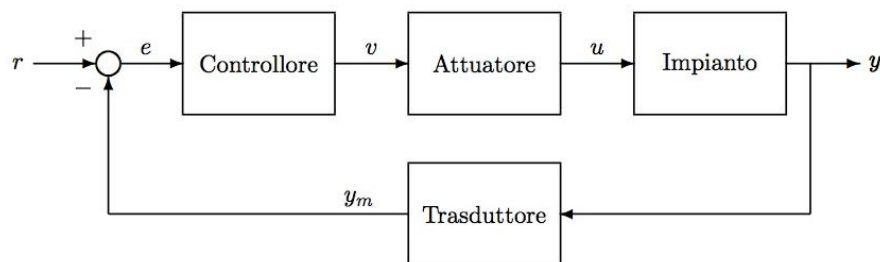 +
r
e
Controllore
v
Attuatore
u
Impianto
y
−
y_m
Trasduttore